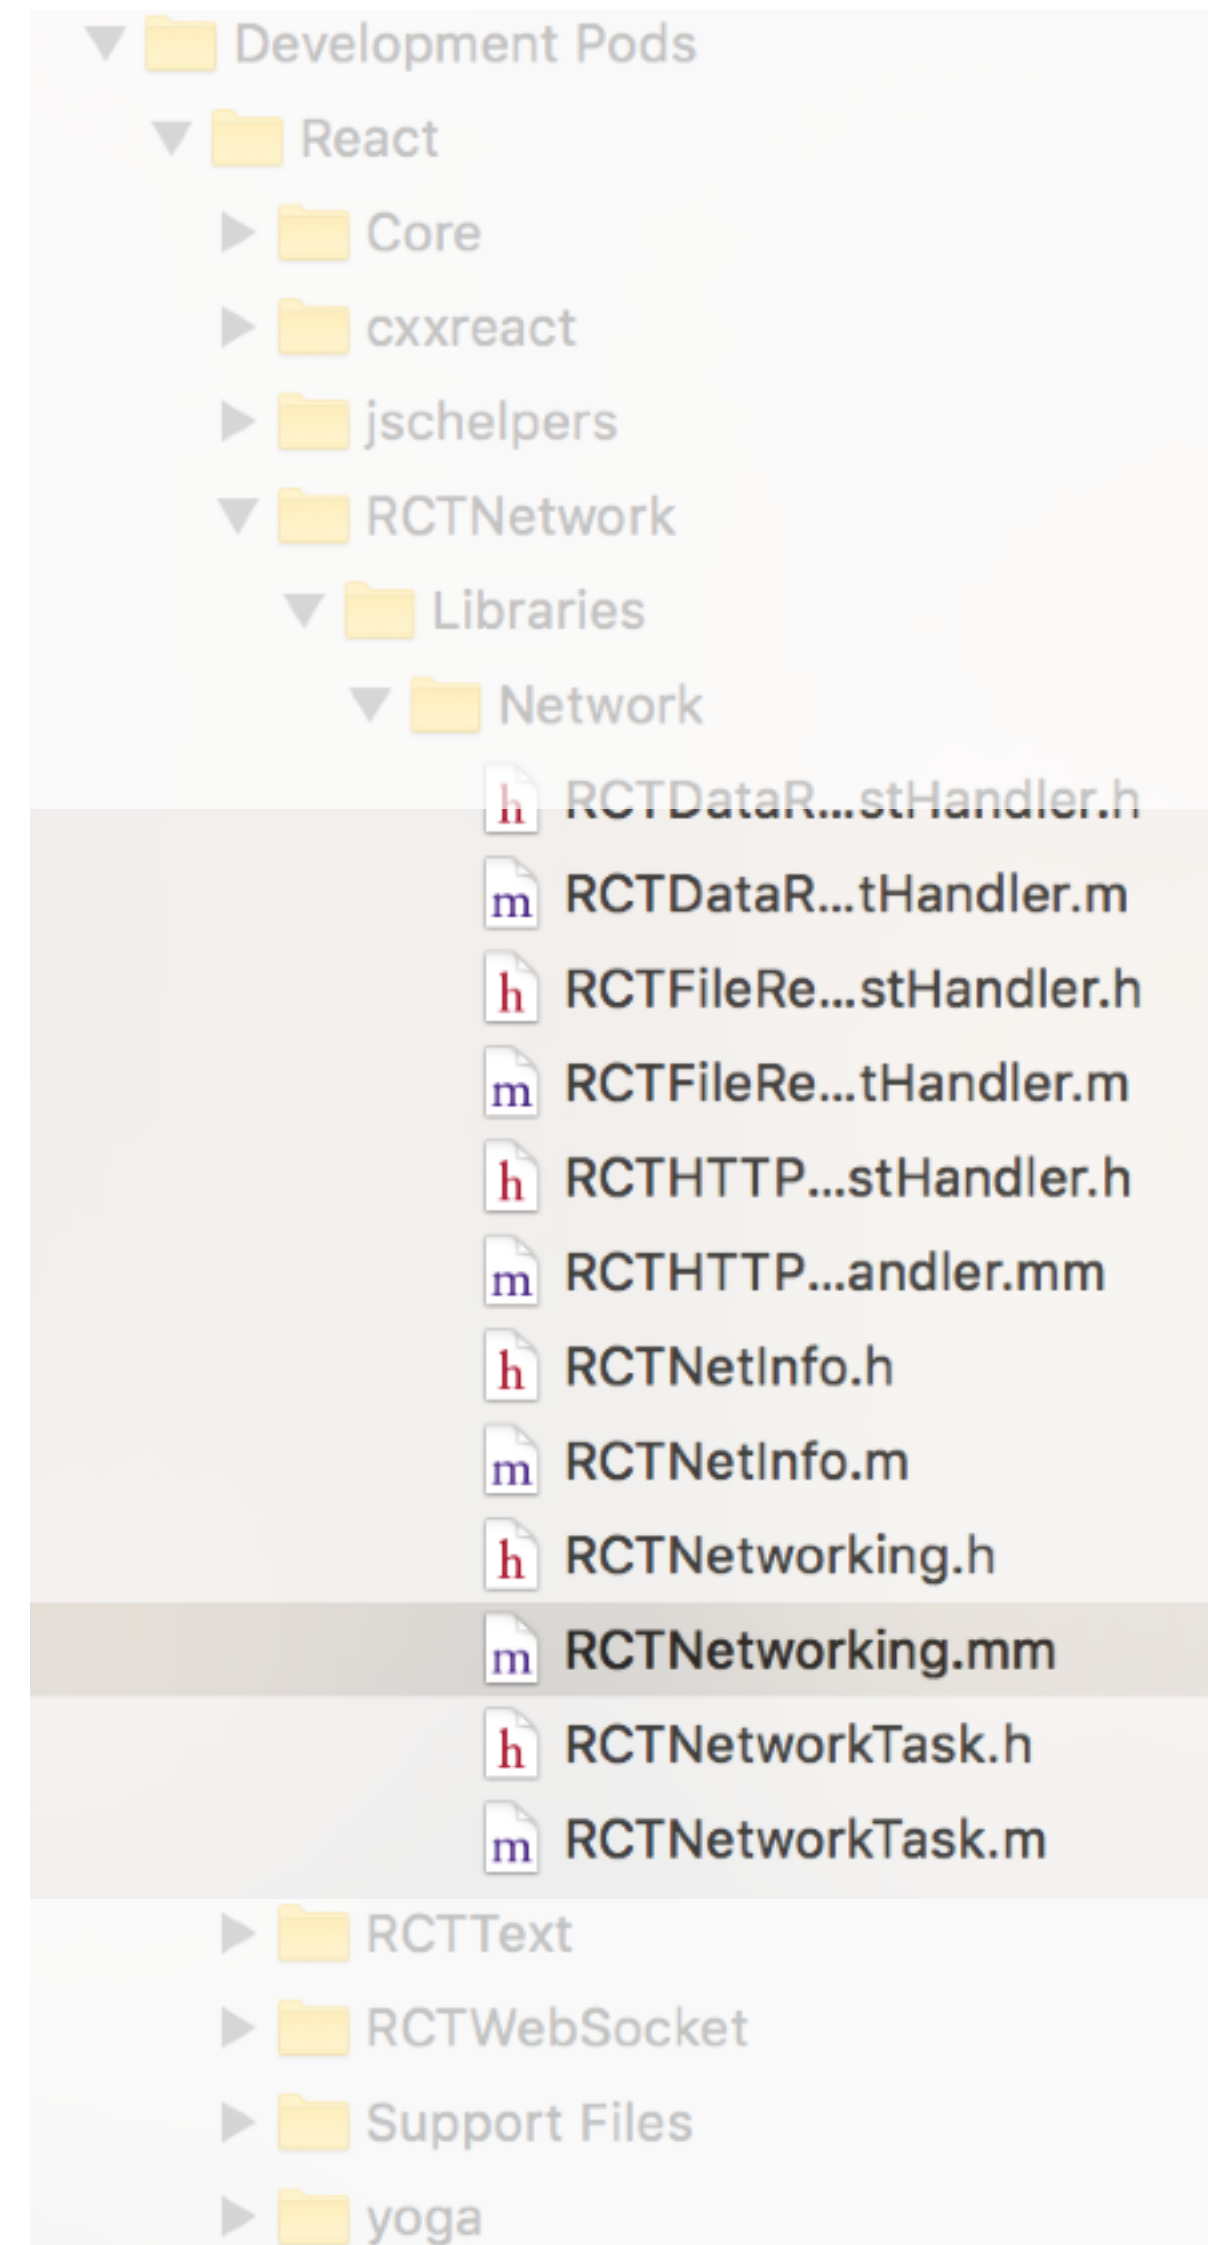 Development Pods
React
Core
cxxreact
jschelpers
RCTNetwork
Libraries
Network
h RCTDataR...stHandler.h
m RCTDataR...tHandler.m
h RCTFileRe...stHandler.h
m RCTFileRe...tHandler.m
h RCTHTTP...stHandler.h
m RCTHTTP...andler.mm
h RCTNetInfo.h
m RCTNetInfo.m
h RCTNetworking.h
m RCTNetworking.mm
h RCTNetworkTask.h
m RCTNetworkTask.m
RCTText
RCTWebSocket
Support Files
yoga